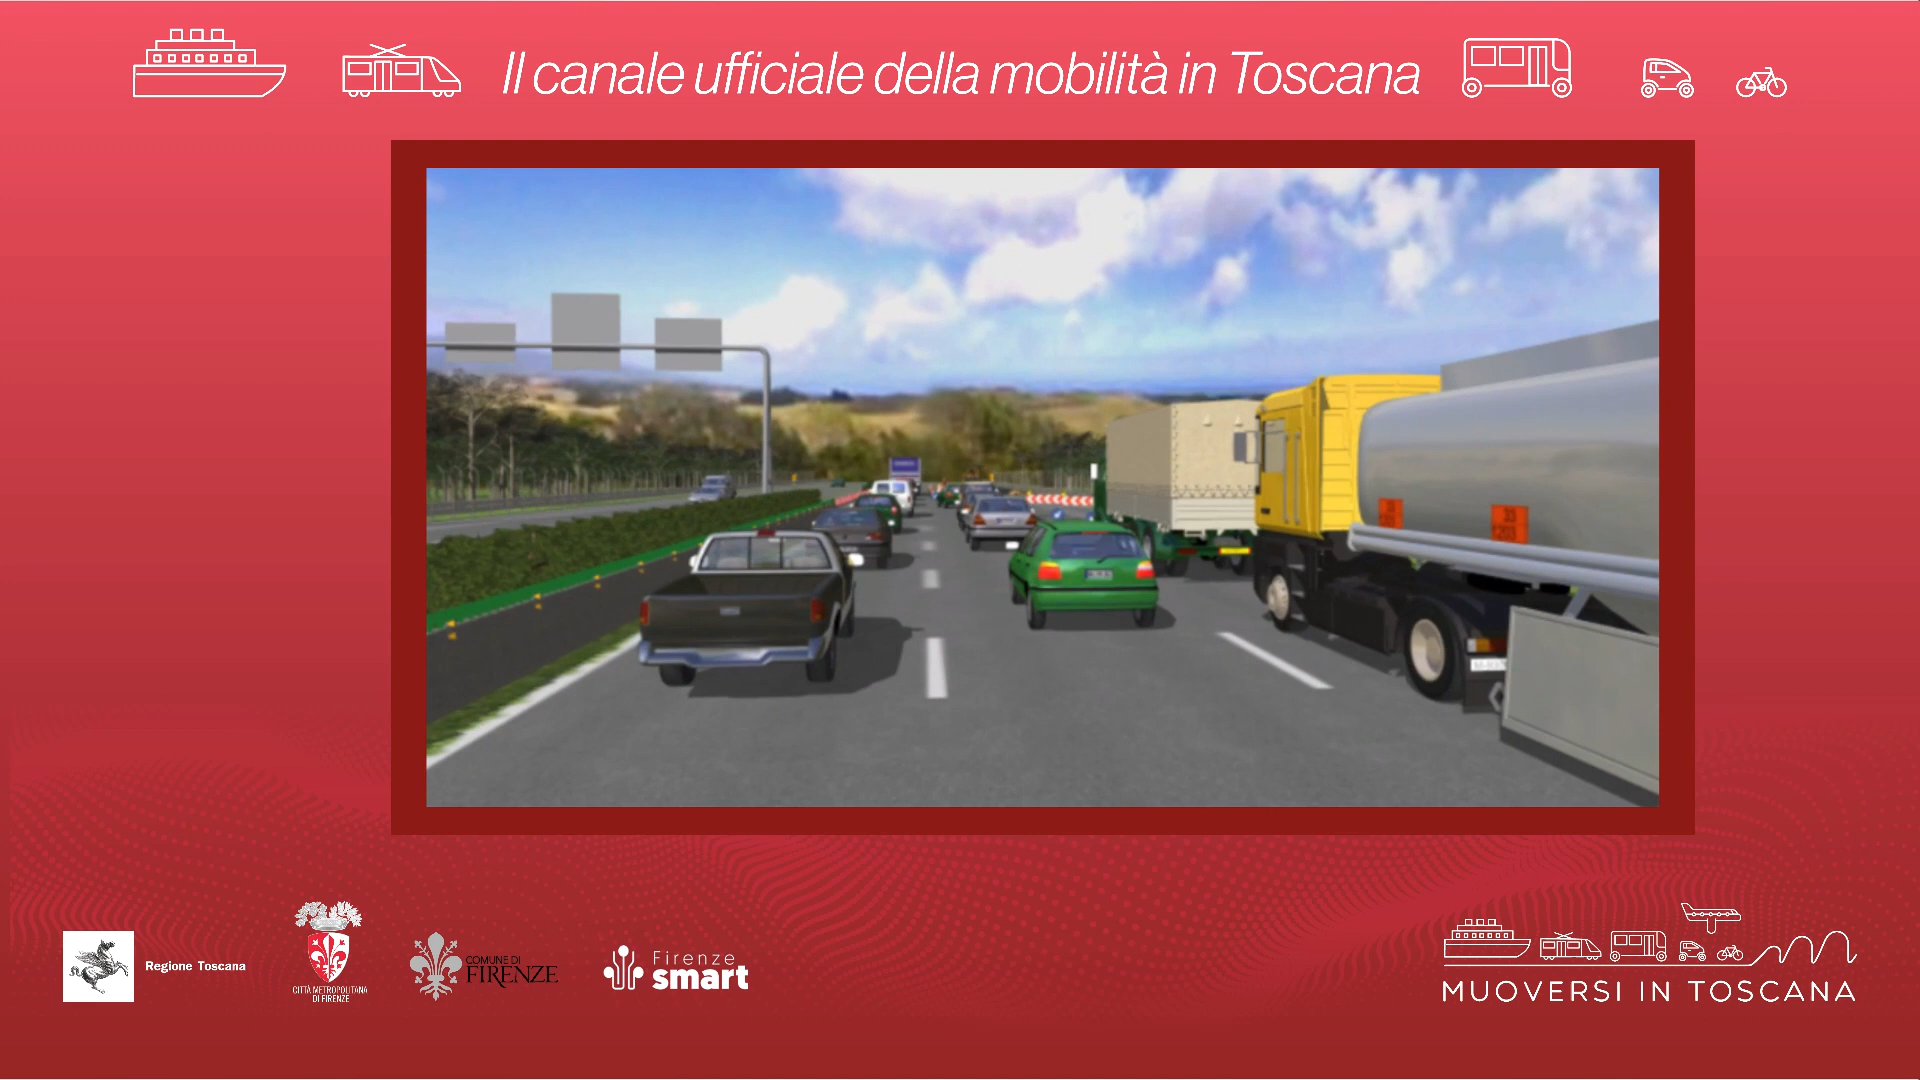 Il canale ufficiale della mobilità in Toscana
Regione Toscana
CITTÀ METROPOLITANA
DI FIRENZE
COMUNE DI
FIRENZE
Firenze
smart
MUOVERSI IN TOSCANA